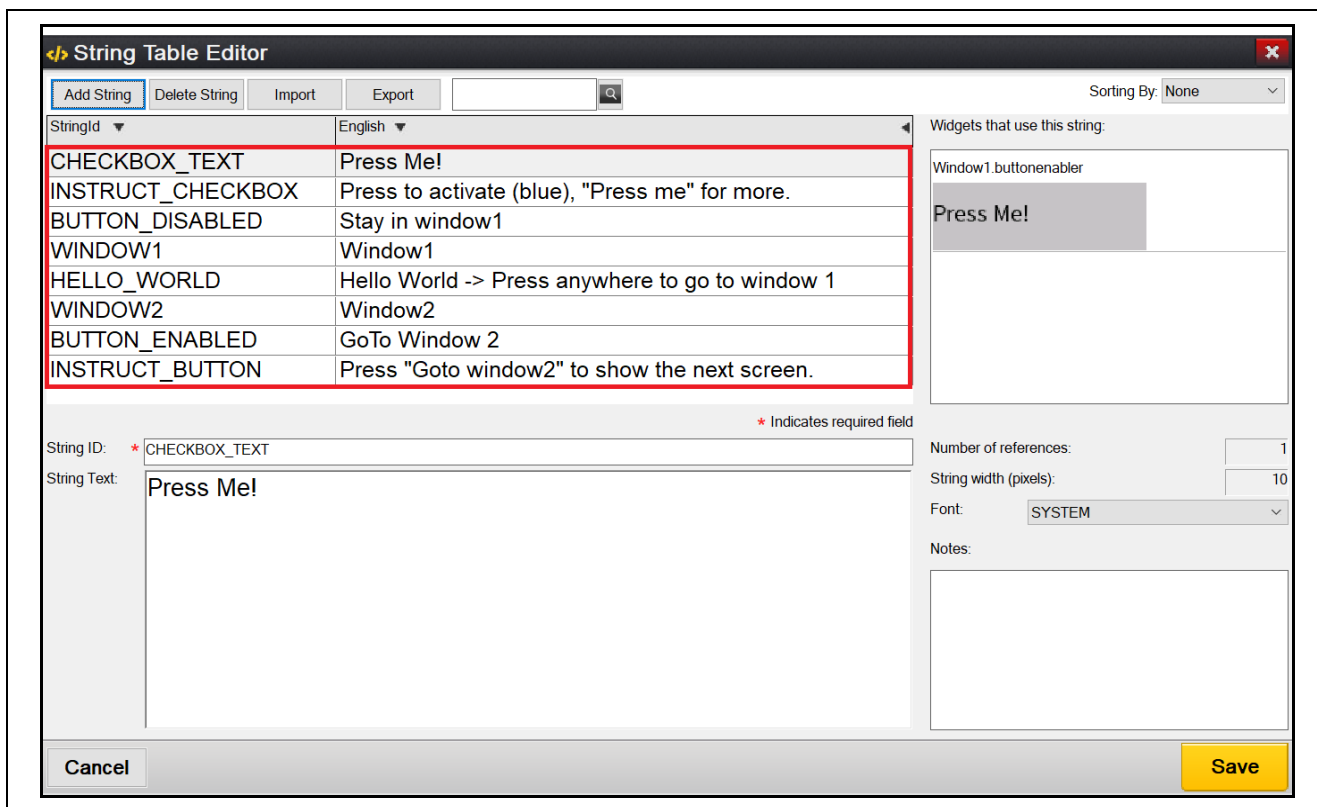 </> String Table Editor
Add String Delete String Import Export Sorting By: None
StringId English Widgets that use this string:
CHECKBOX_TEXT Press Me! Window1.buttonenabler
INSTRUCT_CHECKBOX Press to activate (blue), "Press me" for more.
BUTTON_DISABLED Stay in window1 Press Me!
WINDOW1 Window1
HELLO_WORLD Hello World -> Press anywhere to go to window 1
WINDOW2 Window2
BUTTON_ENABLED GoTo Window 2
INSTRUCT_BUTTON Press "Goto window2" to show the next screen.
* Indicates required field
String ID: * CHECKBOX_TEXT Number of references: 1
String Text: Press Me! String width (pixels): 10
Font: SYSTEM
Notes:
Cancel Save